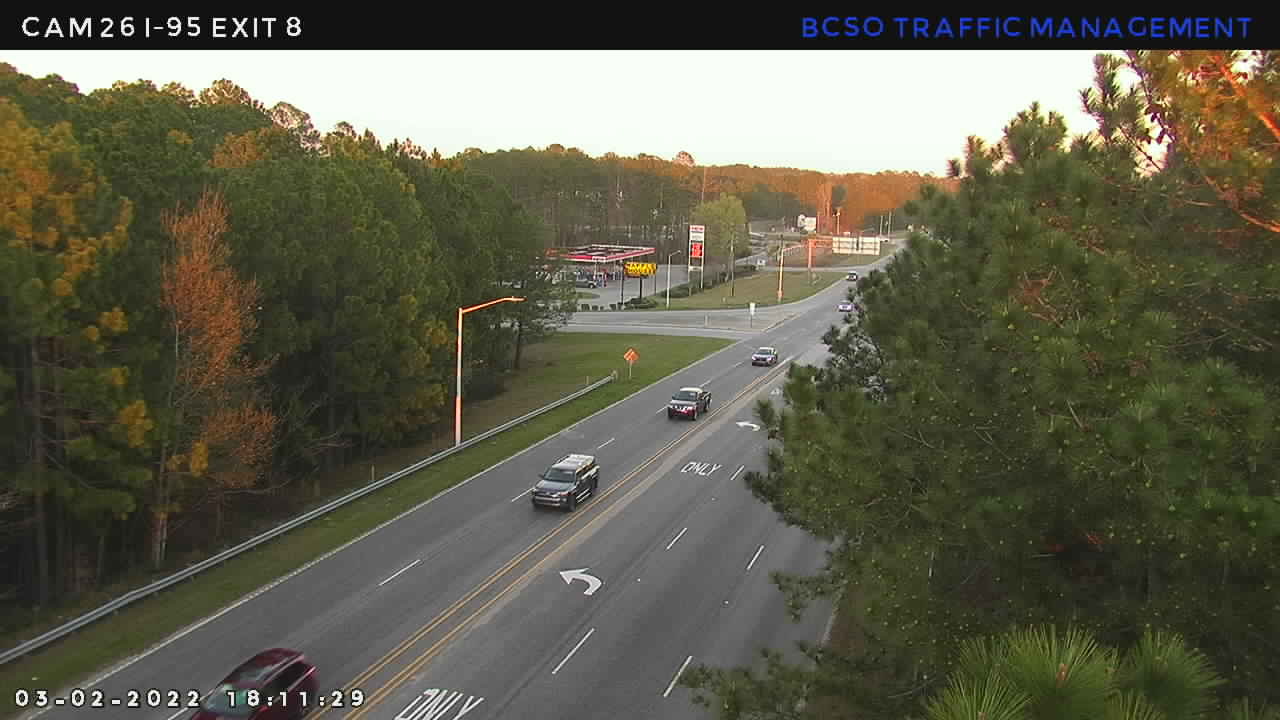 CAM 26 I-95 EXIT 8
BCSO TRAFFIC MANAGEMENT
ONLY
ONLY
03-02-2022 18:11:29